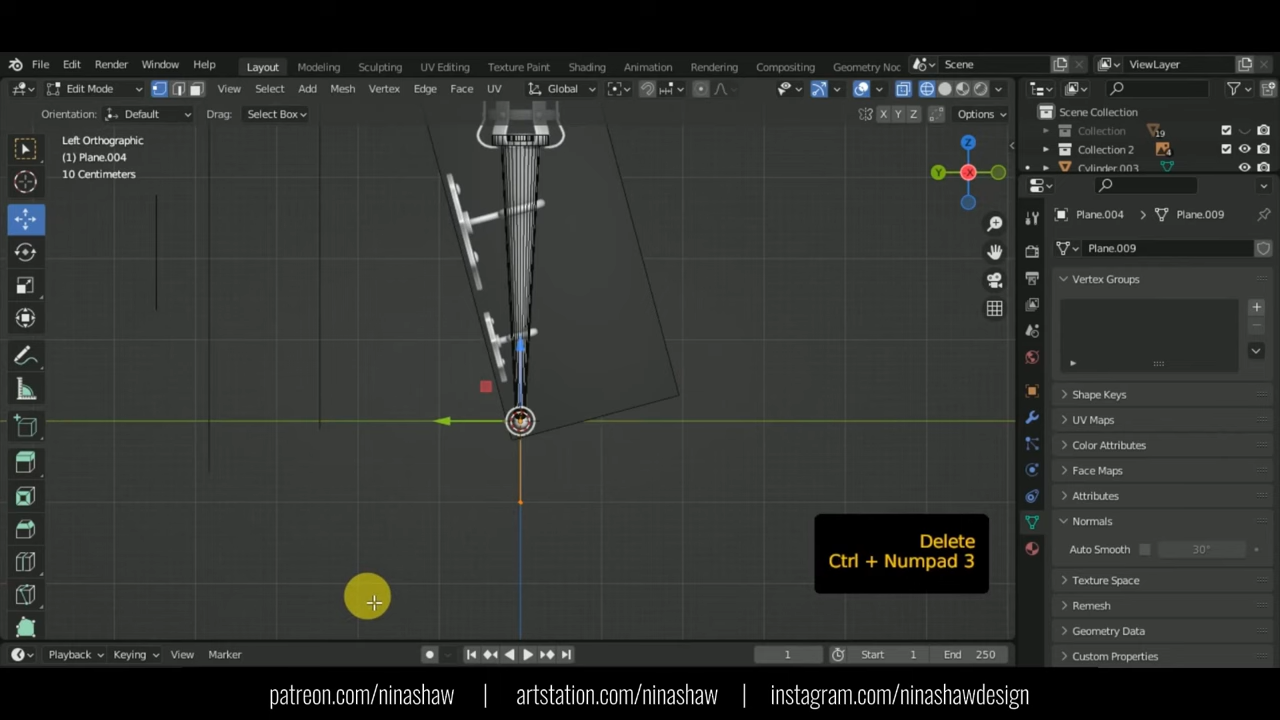 File Edit Render Window Help Layout Modeling Sculpting UV Editing Texture Paint Shading Animation Rendering Compositing Geometry Noc Scene ViewLayer
Edit Mode View Select Add Mesh Vertex Edge Face UV Global
Orientation: Default Drag: Select Box X Y Z Options
Scene Collection
Collection 19
Collection 2 4
Cylinder.003
Left Orthographic
(1) Plane.004
10 Centimeters
Z
Y X
Plane.004 Plane.009
Plane.009
Vertex Groups
Shape Keys
UV Maps
Color Attributes
Face Maps
Attributes
Normals
Auto Smooth 30°
Texture Space
Remesh
Geometry Data
Custom Properties
Delete
Ctrl + Numpad 3
Playback Keying View Marker 1 Start 1 End 250
patreon.com/ninashaw | artstation.com/ninashaw | instagram.com/ninashawdesign